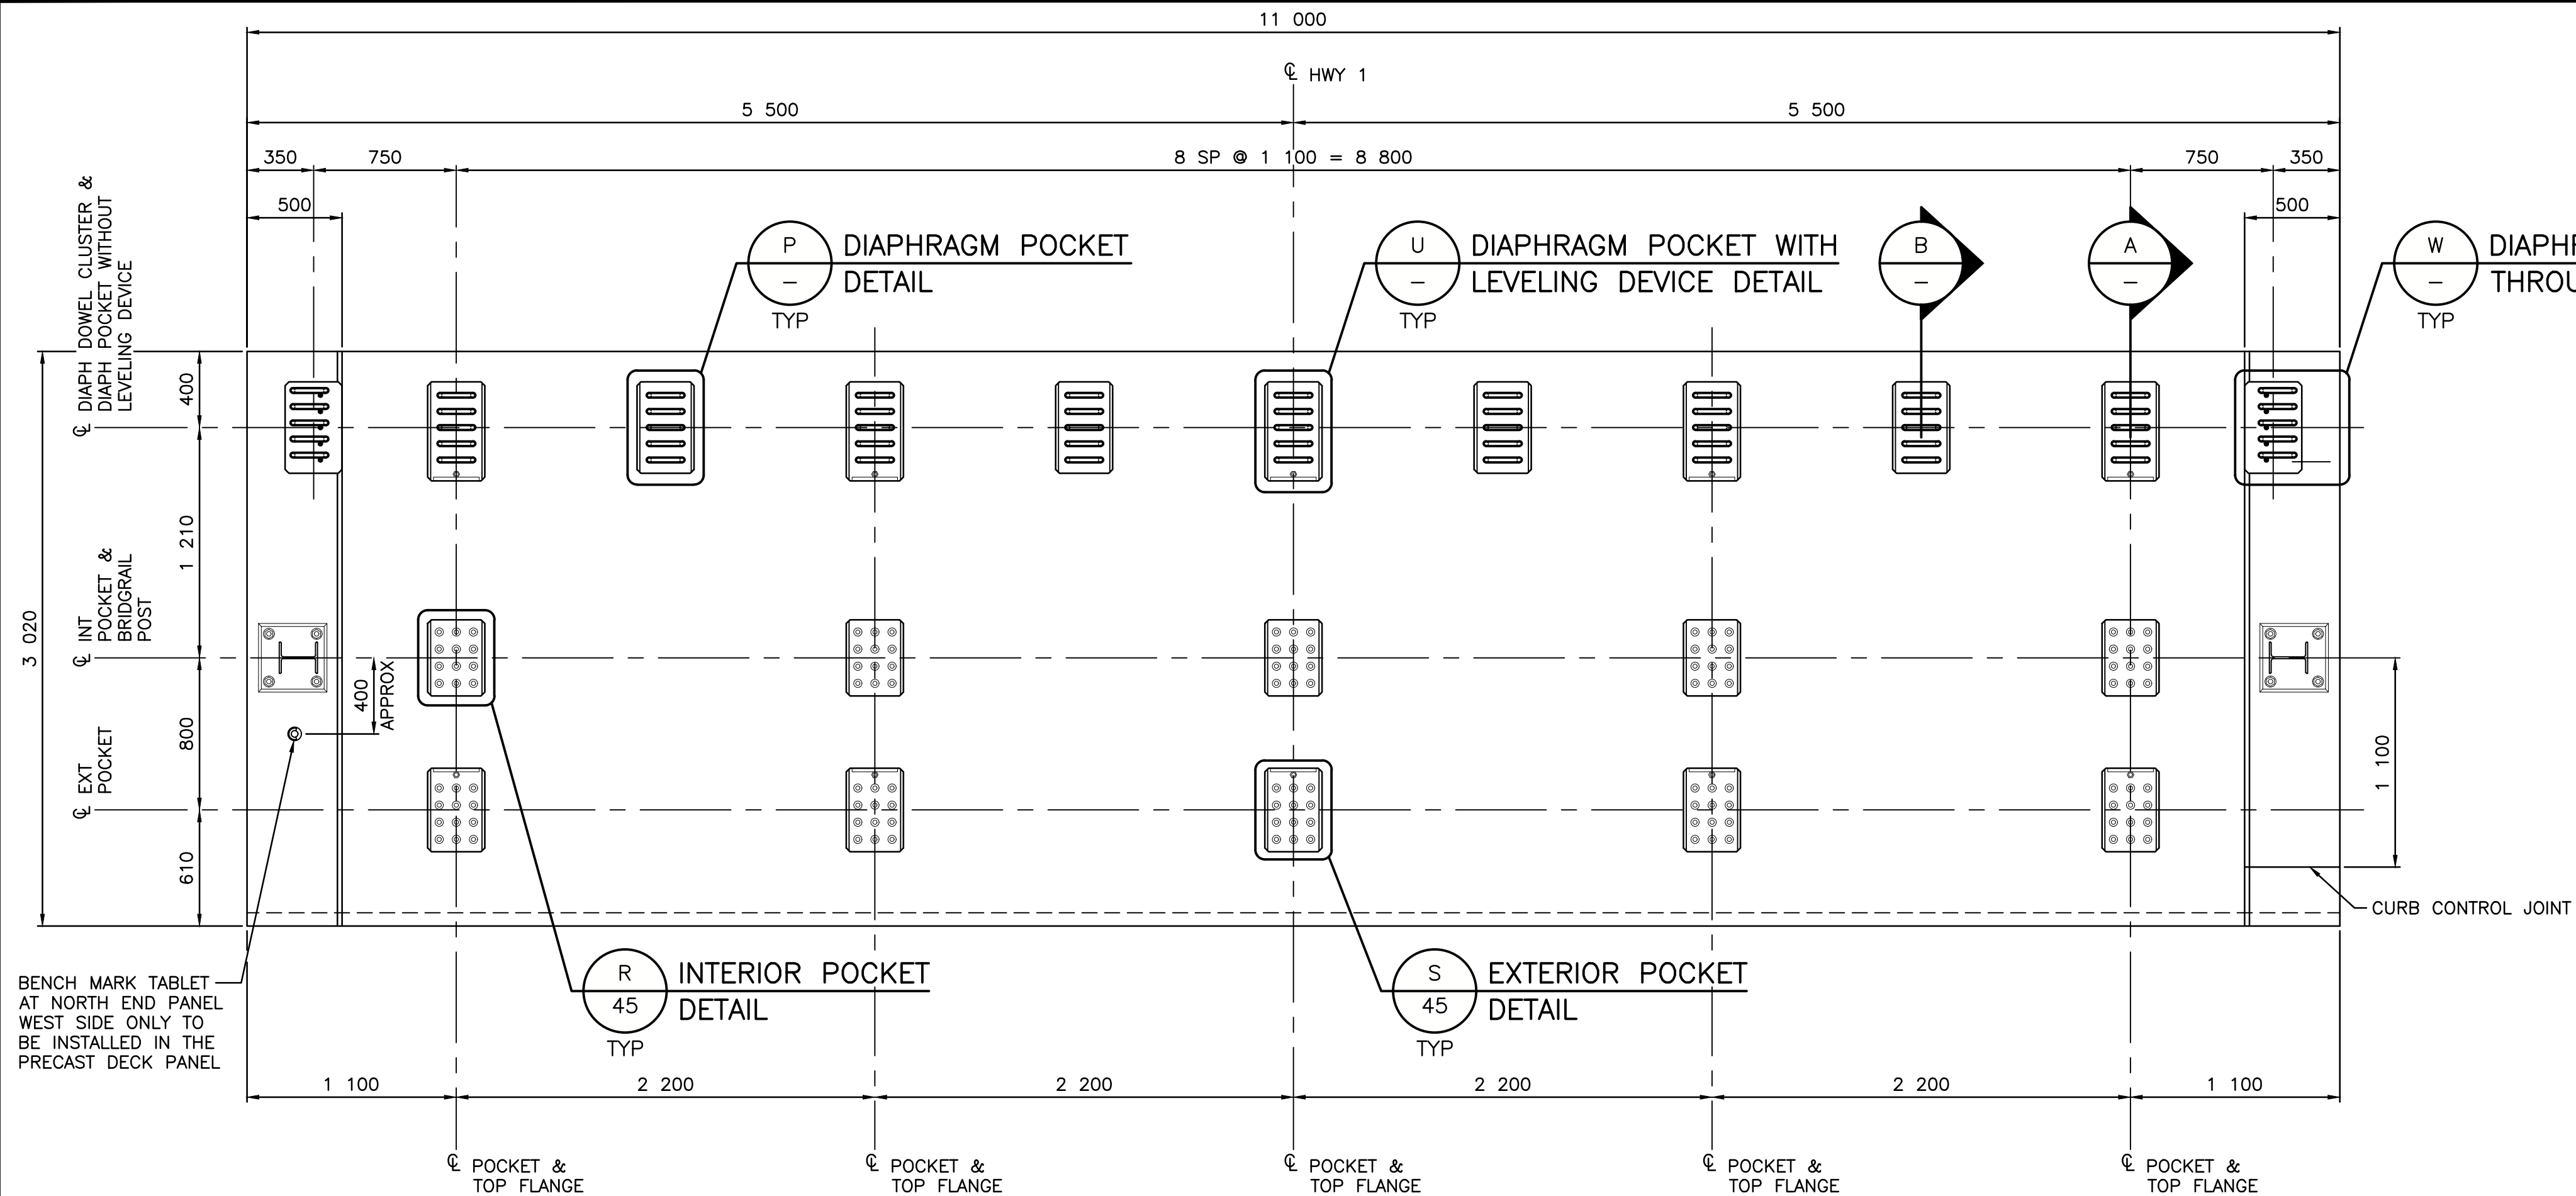 11 000
℄ HWY 1
5 500
5 500
350
750
8 SP @ 1 100 = 8 800
750
350
500
500
℄ DIAPH DOWEL CLUSTER &
DIAPH POCKET WITHOUT
LEVELING DEVICE
P
–
TYP
DIAPHRAGM POCKET
DETAIL
U
–
TYP
DIAPHRAGM POCKET WITH
LEVELING DEVICE DETAIL
B
–
A
–
W
–
TYP
DIAPHR
THROU
400
1 210
3 020
℄ INT
POCKET &
BRIDGRAIL
POST
400
APPROX
800
℄ EXT
POCKET
610
1 100
CURB CONTROL JOINT
BENCH MARK TABLET
AT NORTH END PANEL
WEST SIDE ONLY TO
BE INSTALLED IN THE
PRECAST DECK PANEL
R
45
TYP
INTERIOR POCKET
DETAIL
S
45
TYP
EXTERIOR POCKET
DETAIL
1 100
2 200
2 200
2 200
2 200
1 100
℄ POCKET &
TOP FLANGE
℄ POCKET &
TOP FLANGE
℄ POCKET &
TOP FLANGE
℄ POCKET &
TOP FLANGE
℄ POCKET &
TOP FLANGE